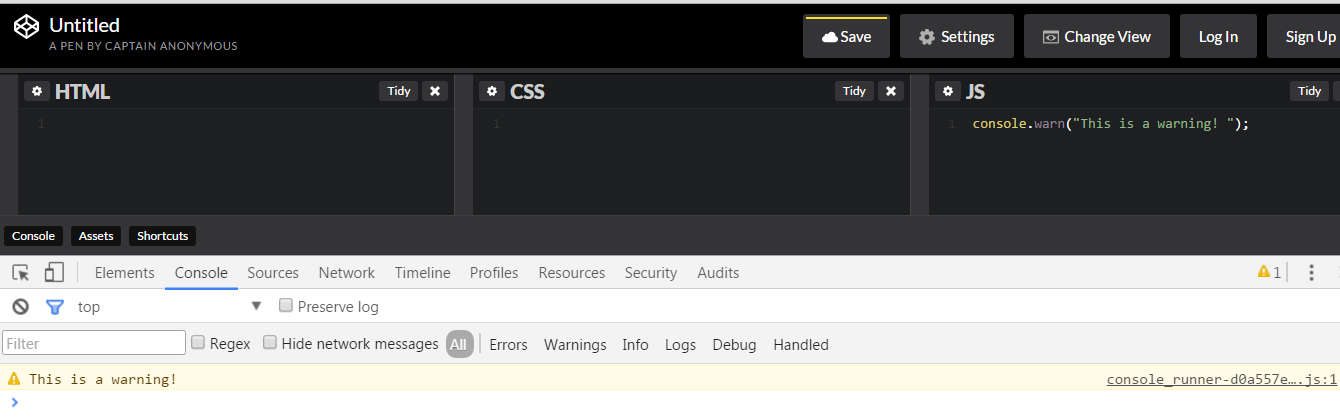 Untitled
A PEN BY CAPTAIN ANONYMOUS
Save Settings Change View Log In Sign Up
HTML Tidy CSS Tidy JS Tidy
1 1 1 console.warn("This is a warning! ");
Console Assets Shortcuts
Elements Console Sources Network Timeline Profiles Resources Security Audits 1
top Preserve log
Filter Regex Hide network messages All Errors Warnings Info Logs Debug Handled
This is a warning! console_runner-d0a557e….js:1